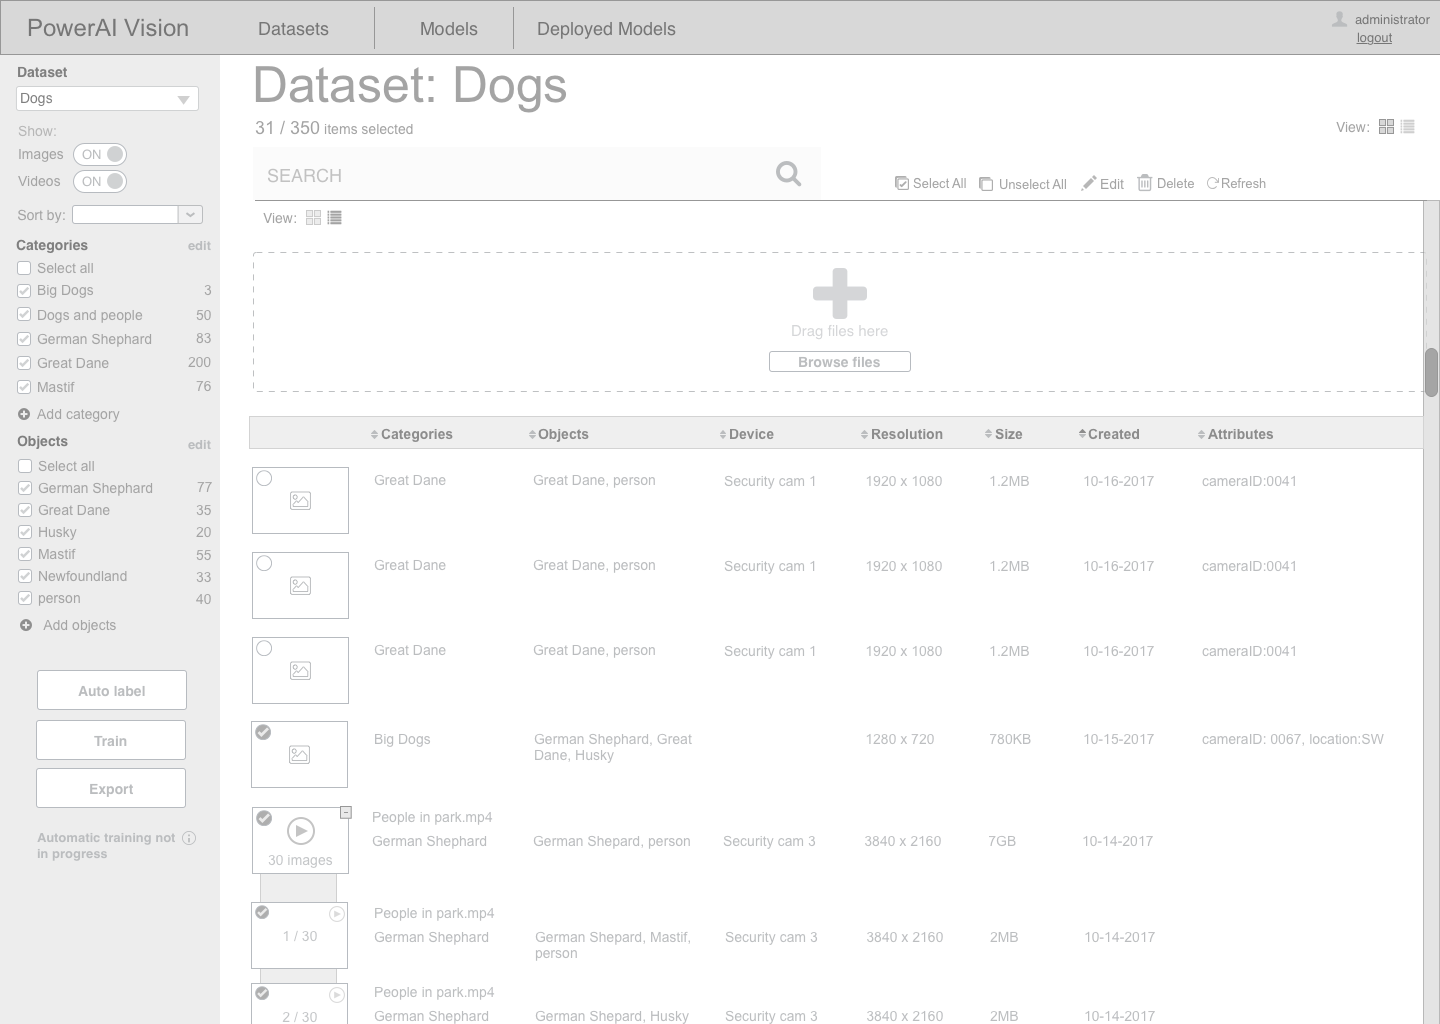 PowerAI Vision
Datasets
Models
Deployed Models
administrator
logout
Dataset
Dogs
Show:
Images ON
Videos ON
Sort by:
Categories edit
Select all
Big Dogs 3
Dogs and people 50
German Shephard 83
Great Dane 200
Mastif 76
Add category
Objects edit
Select all
German Shephard 77
Great Dane 35
Husky 20
Mastif 55
Newfoundland 33
person 40
Add objects
Auto label
Train
Export
Automatic training not
in progress
Dataset: Dogs
31 / 350 items selected
View:
SEARCH
Select All Unselect All Edit Delete Refresh
View:
Drag files here
Browse files
Categories Objects Device Resolution Size Created Attributes
Great Dane Great Dane, person Security cam 1 1920 x 1080 1.2MB 10-16-2017 cameraID:0041
Great Dane Great Dane, person Security cam 1 1920 x 1080 1.2MB 10-16-2017 cameraID:0041
Great Dane Great Dane, person Security cam 1 1920 x 1080 1.2MB 10-16-2017 cameraID:0041
Big Dogs German Shephard, Great 1280 x 720 780KB 10-15-2017 cameraID: 0067, location:SW
Dane, Husky
People in park.mp4
German Shephard German Shepard, person Security cam 3 3840 x 2160 7GB 10-14-2017
30 images
People in park.mp4
1 / 30 German Shephard German Shepard, Mastif, Security cam 3 3840 x 2160 2MB 10-14-2017
person
People in park.mp4
2 / 30 German Shephard German Shephard, Husky Security cam 3 3840 x 2160 2MB 10-14-2017